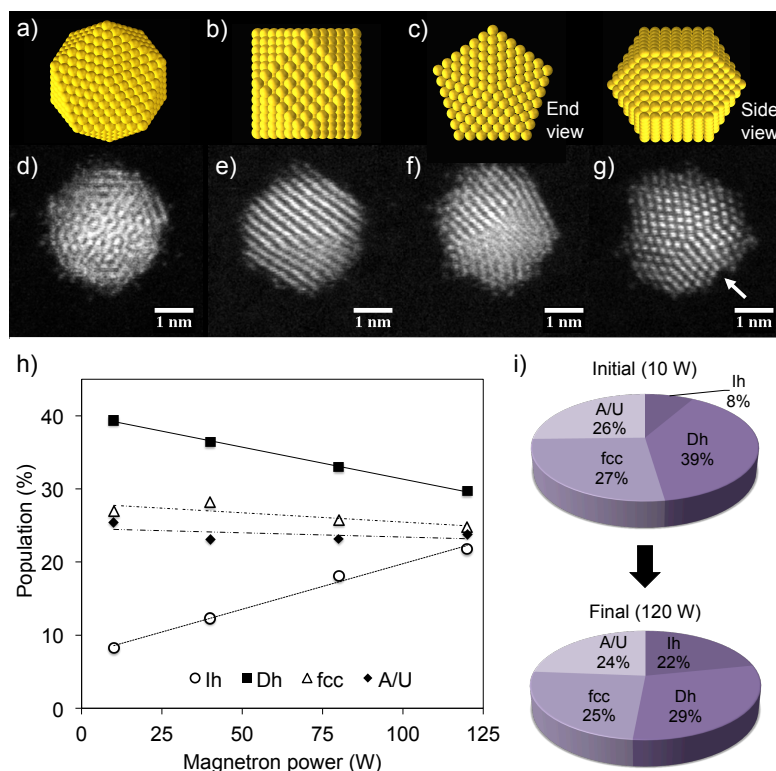 a)
b)
c)
End
view
Side
view
d)
e)
f)
g)
1 nm
1 nm
1 nm
1 nm
h)
Population (%)
40
30
20
10
0
Ih Dh fcc A/U
0 25 50 75 100 125
Magnetron power (W)
i)
Initial (10 W)
Ih
8%
A/U
26%
Dh
39%
fcc
27%
Final (120 W)
A/U
24%
Ih
22%
fcc
25%
Dh
29%